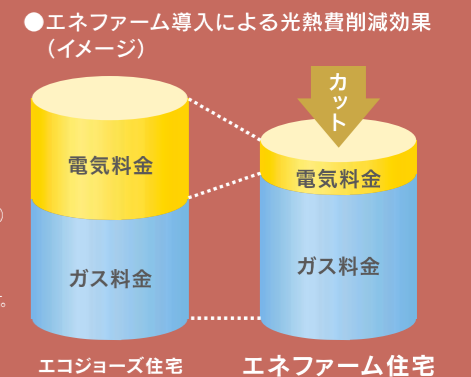 ●エネファーム導入による光熱費削減効果
（イメージ）
カット
電気料金
電気料金
ガス料金
ガス料金
）
。
エコジョーズ住宅
エネファーム住宅